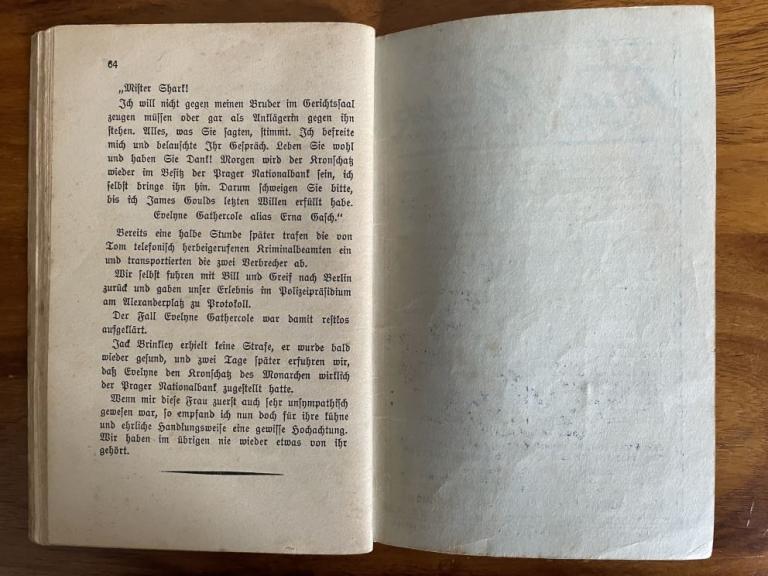 64
„Mister Shark!
Ich will nicht gegen meinen Bruder im Gerichtssaal
zeugen müssen oder gar als Anklägerin gegen ihn
stehen. Alles, was Sie sagten, stimmt. Ich befreite
mich und belauschte Ihr Gespräch. Leben Sie wohl
und haben Sie Dank! Morgen wird der Kronschatz
wieder im Besitz der Prager Nationalbank sein, ich
selbst bringe ihn hin. Darum schweigen Sie bitte,
bis ich James Goulds letzten Willen erfüllt habe.
Evelyne Gathercole alias Erna Gasch.“
Bereits eine halbe Stunde später trafen die von
Tom telefonisch herbeigerufenen Kriminalbeamten ein
und transportierten die zwei Verbrecher ab.
Wir selbst fuhren mit Bill und Greif nach Berlin
zurück und gaben unser Erlebnis im Polizeipräsidium
am Alexanderplatz zu Protokoll.
Der Fall Evelyne Gathercole war damit restlos
aufgeklärt.
Jack Brinkley erhielt keine Strafe, er wurde bald
wieder gesund, und zwei Tage später erfuhren wir,
daß Evelyne den Kronschatz des Monarchen wirklich
der Prager Nationalbank zugestellt hatte.
Wenn mir diese Frau zuerst auch sehr unsympathisch
gewesen war, so empfand ich nun doch für ihre kühne
und ehrliche Handlungsweise eine gewisse Hochachtung.
Wir haben im übrigen nie wieder etwas von ihr
gehört.